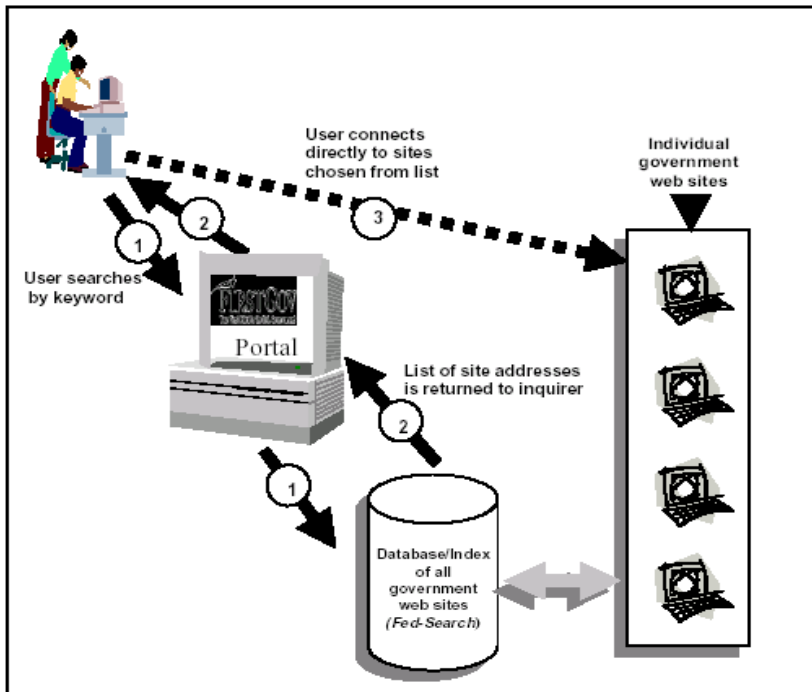 User connects
directly to sites
chosen from list
Individual
government
web sites
3
2
1
User searches
by keyword
FIRSTGOV
Portal
List of site addresses
is returned to inquirer
2
1
Database/Index
of all
government
web sites
(Fed-Search)